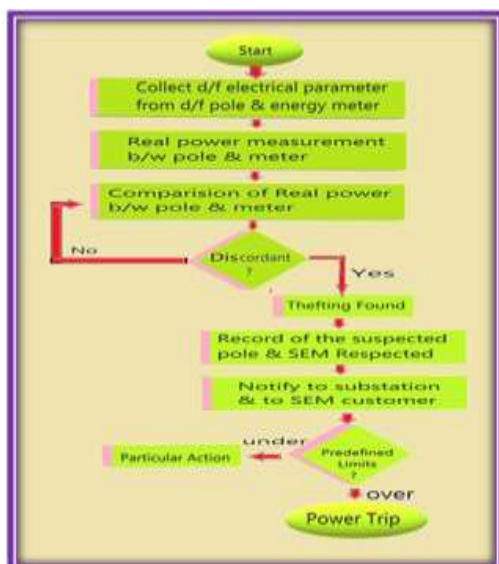 Start
Collect d/f electrical parameter
from d/f pole & energy meter
Real power measurement
b/w pole & meter
Comparision of Real power
b/w pole & meter
No
Discordant
?
Yes
Thefting Found
Record of the suspected
pole & SEM Respected
Notify to substation
& to SEM customer
under
Predefined
Limits
?
Particular Action
over
Power Trip